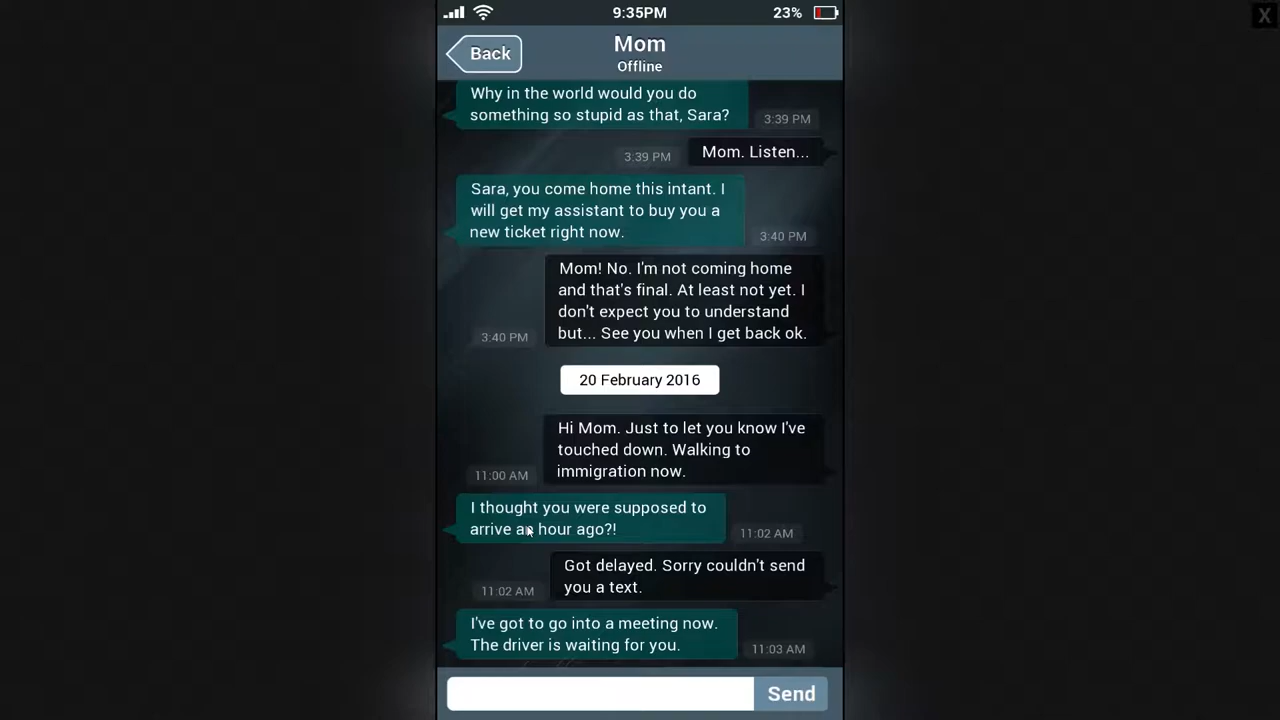 9:35PM
23%
X
Back
Mom
Offline
Why in the world would you do
something so stupid as that, Sara?
3:39 PM
Mom. Listen...
3:39 PM
Sara, you come home this intant. I
will get my assistant to buy you a
new ticket right now.
3:40 PM
Mom! No. I'm not coming home
and that's final. At least not yet. I
don't expect you to understand
but... See you when I get back ok.
3:40 PM
20 February 2016
Hi Mom. Just to let you know I've
touched down. Walking to
immigration now.
11:00 AM
I thought you were supposed to
arrive an hour ago?!
11:02 AM
Got delayed. Sorry couldn't send
you a text.
11:02 AM
I've got to go into a meeting now.
The driver is waiting for you.
11:03 AM
Send